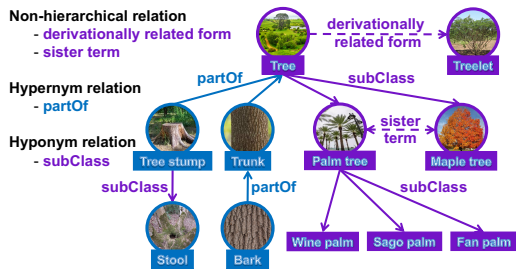 Non-hierarchical relation
- derivationally related form
- sister term
Hypernym relation
- partOf
Hyponym relation
- subClass
derivationally
related form
Tree
Treelet
partOf
subClass
sister
term
Tree stump
Trunk
Palm tree
Maple tree
subClass
partOf
subClass
Stool
Bark
Wine palm
Sago palm
Fan palm